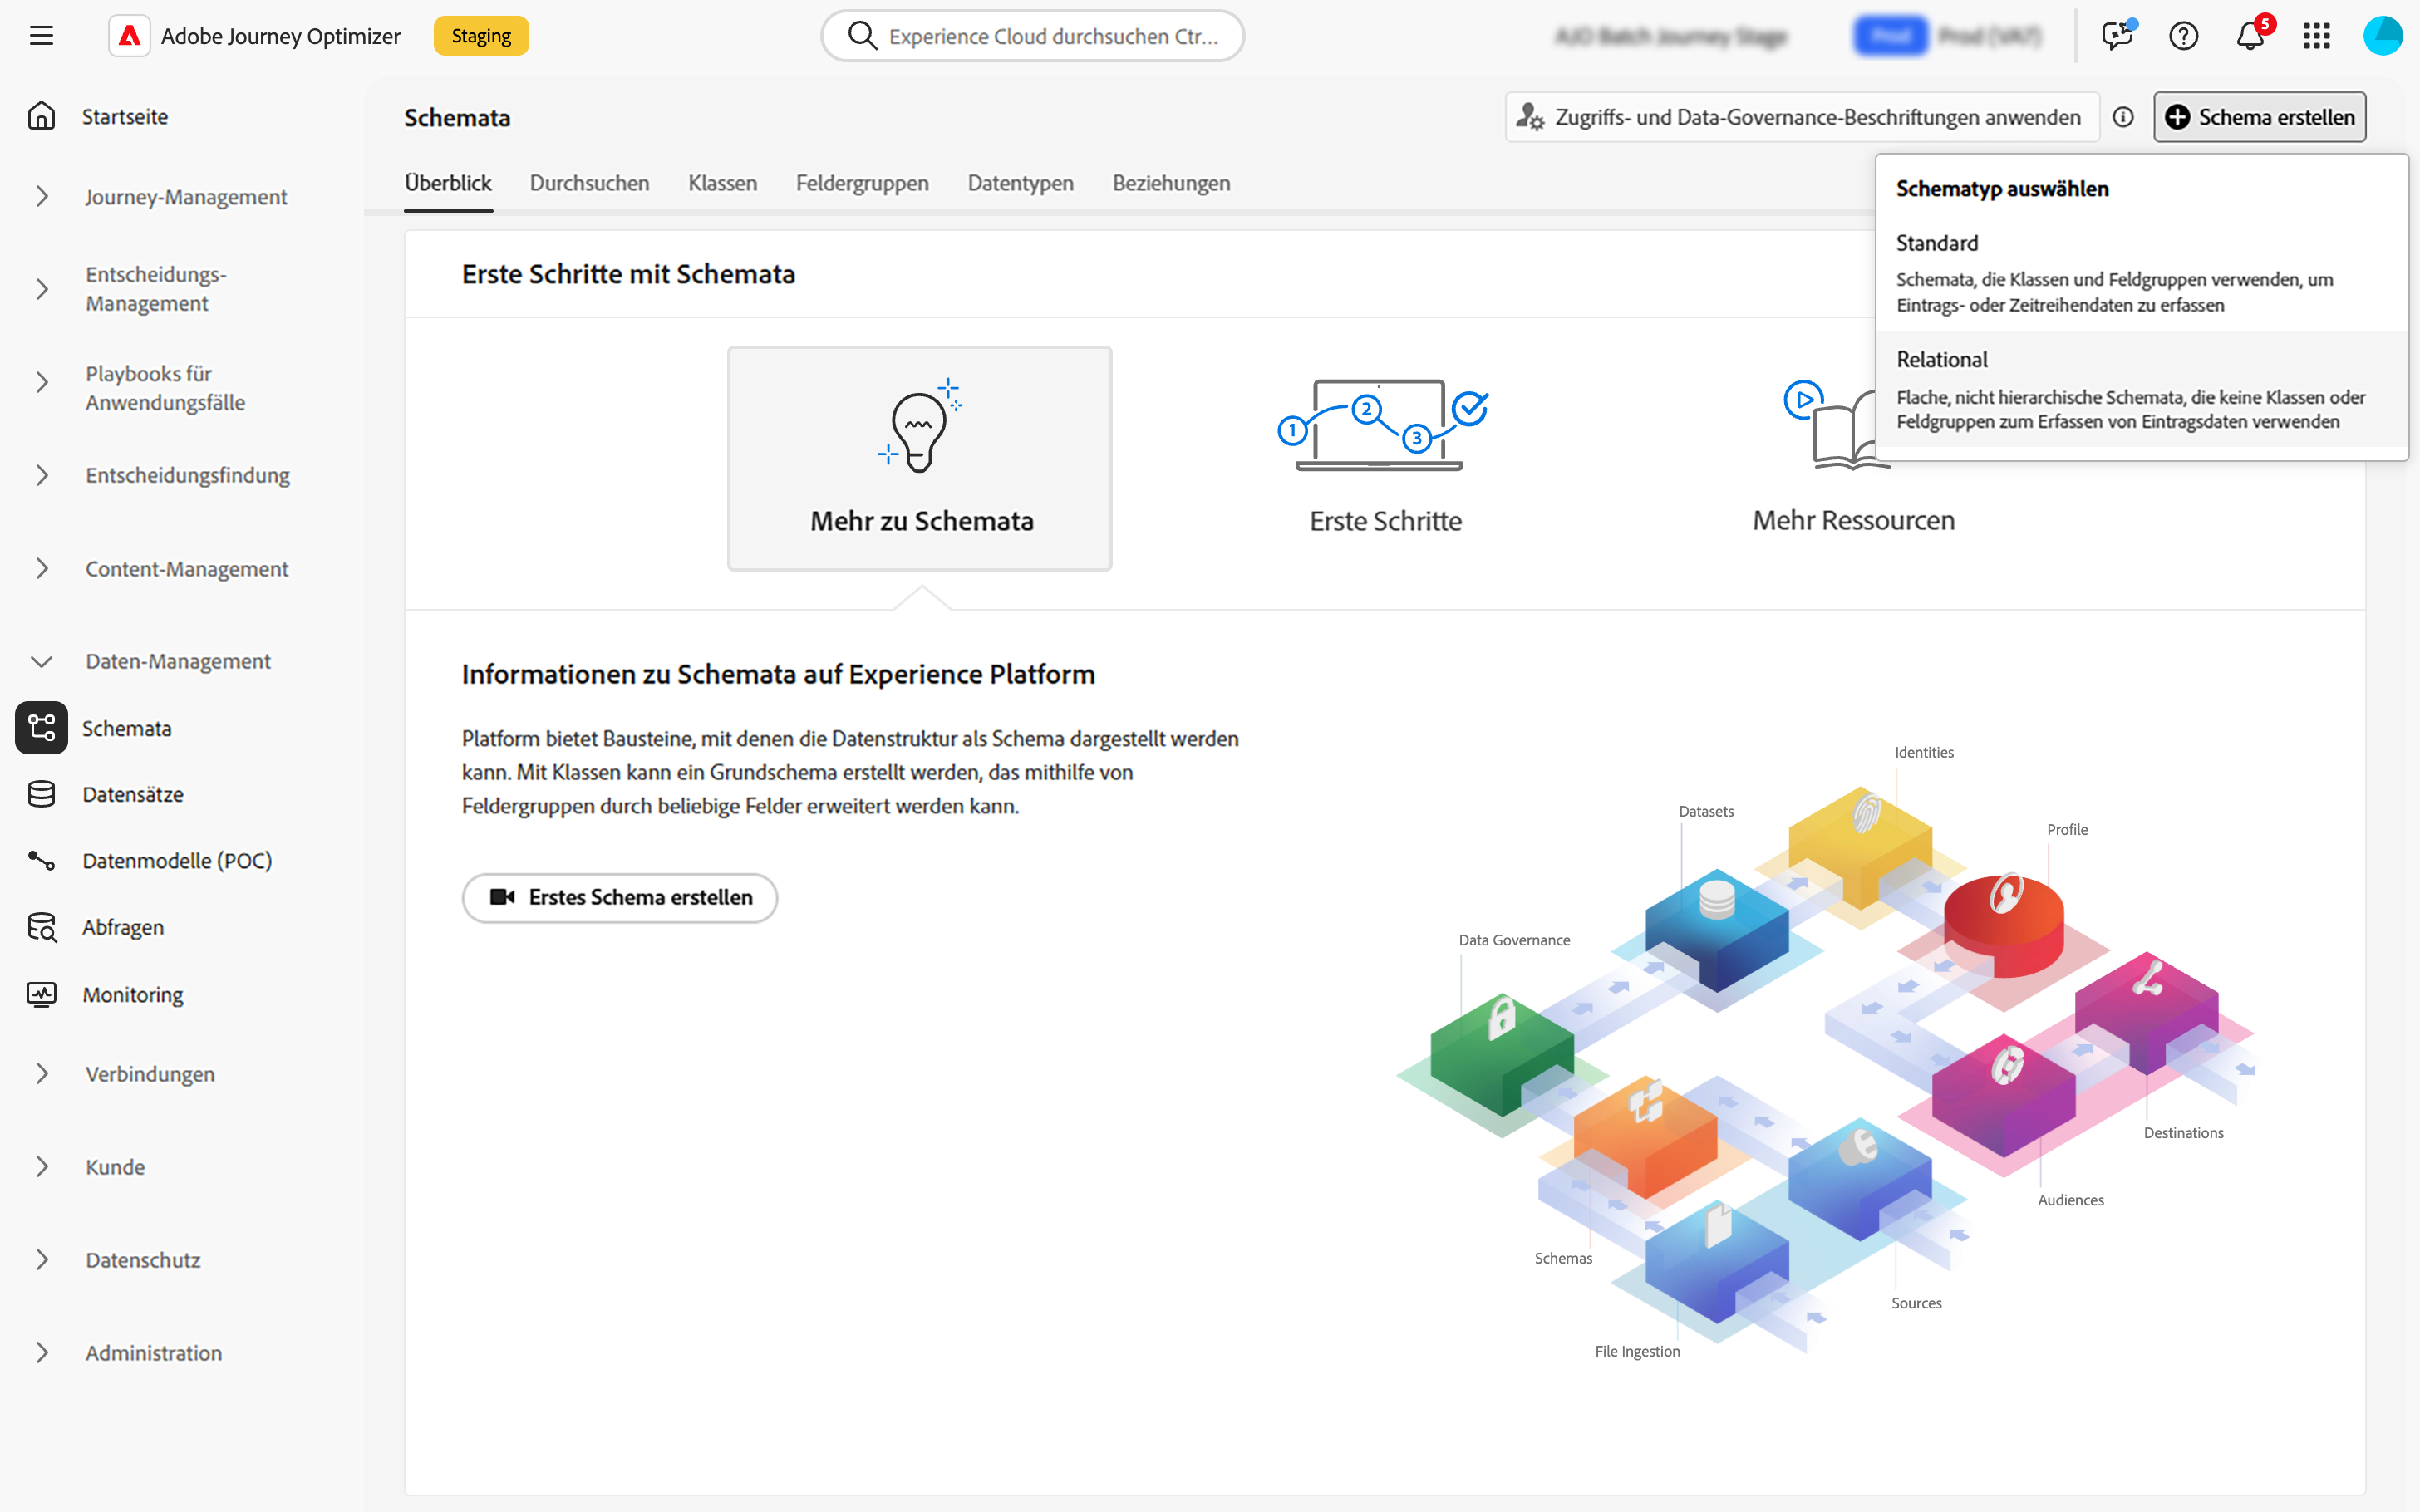 Adobe Journey Optimizer
Staging
Experience Cloud durchsuchen Ctr...
5
Startseite
Journey-Management
Entscheidungs-
Management
Playbooks für
Anwendungsfälle
Entscheidungsfindung
Content-Management
Daten-Management
Schemata
Datensätze
Datenmodelle (POC)
Abfragen
Monitoring
Verbindungen
Kunde
Datenschutz
Administration
Schemata
Zugriffs- und Data-Governance-Beschriftungen anwenden
Schema erstellen
Überblick
Durchsuchen
Klassen
Feldergruppen
Datentypen
Beziehungen
Schematyp auswählen
Standard
Schemata, die Klassen und Feldgruppen verwenden, um
Eintrags- oder Zeitreihendaten zu erfassen
Relational
Flache, nicht hierarchische Schemata, die keine Klassen oder
Feldgruppen zum Erfassen von Eintragsdaten verwenden
Erste Schritte mit Schemata
Mehr zu Schemata
1
2
3
Erste Schritte
Mehr Ressourcen
Informationen zu Schemata auf Experience Platform
Platform bietet Bausteine, mit denen die Datenstruktur als Schema dargestellt werden
kann. Mit Klassen kann ein Grundschema erstellt werden, das mithilfe von
Feldergruppen durch beliebige Felder erweitert werden kann.
Erstes Schema erstellen
Identities
Datasets
Profile
Data Governance
Destinations
Audiences
Schemas
Sources
File Ingestion